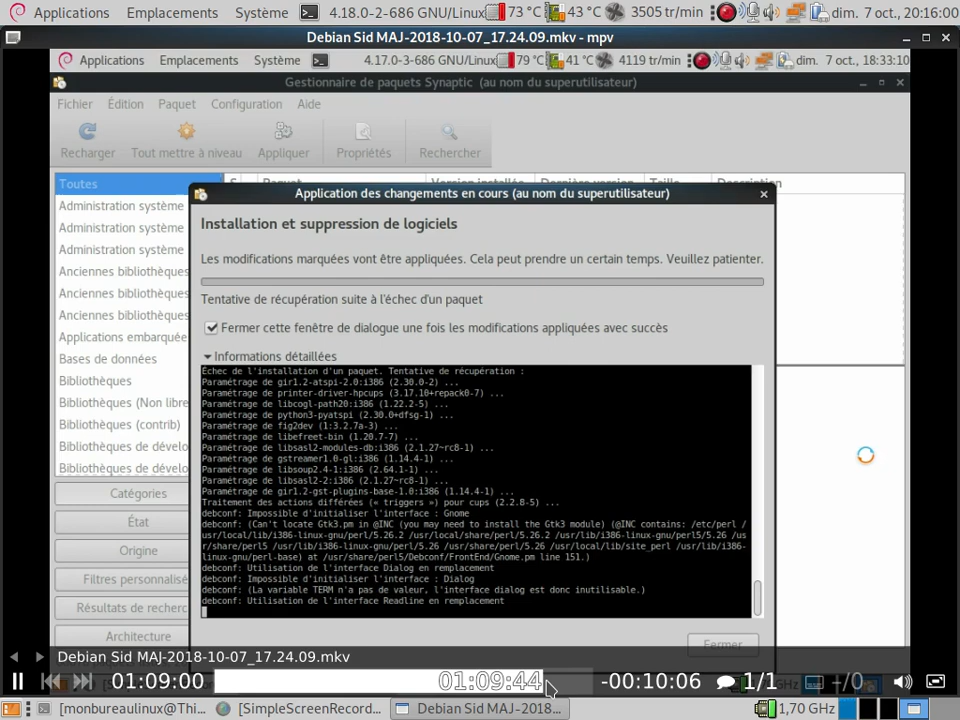 Applications Emplacements Système 4.18.0-2-686 GNU/Linux 73 °C 43 °C 3505 tr/min dim. 7 oct., 20:16:00
Debian Sid MAJ-2018-10-07_17.24.09.mkv - mpv
Applications Emplacements Système 4.17.0-3-686 GNU/Linux 79 °C 41 °C 4119 tr/min dim. 7 oct., 18:33:10
Gestionnaire de paquets Synaptic (au nom du superutilisateur)
Fichier Édition Paquet Configuration Aide
Recharger Tout mettre à niveau Appliquer Propriétés Rechercher
Toutes
Application des changements en cours (au nom du superutilisateur)
Administration système
Installation et suppression de logiciels
Administration système
Administration système
Les modifications marquées vont être appliquées. Cela peut prendre un certain temps. Veuillez patienter.
Anciennes bibliothèques
Anciennes bibliothèques
Tentative de récupération suite à l'échec d'un paquet
Anciennes bibliothèques
Fermer cette fenêtre de dialogue une fois les modifications appliquées avec succès
Applications embarquée
Informations détaillées
Bases de données
Bibliothèques
Bibliothèques (Non libre
Bibliothèques (contrib)
Bibliothèques de dévelo
Bibliothèques de dévelo
Catégories
État
Origine
Filtres personnalisé
Résultats de recherc
Architecture
Échec de l'installation d'un paquet. Tentative de récupération :
Paramétrage de gir1.2-atspi-2.0:i386 (2.30.0-2) ...
Paramétrage de printer-driver-hpcups (3.17.10+repack0-7) ...
Paramétrage de libcogl-path20:i386 (1.22.2-5) ...
Paramétrage de python3-pyatspi (2.30.0+dfsg-1) ...
Paramétrage de fig2dev (1:3.2.7a-3) ...
Paramétrage de libefreet-bin (1.20.7-7) ...
Paramétrage de libsasl2-modules-db:i386 (2.1.27~rc8-1) ...
Paramétrage de gstreamer1.0-gl:i386 (1.14.4-1) ...
Paramétrage de libsoup2.4-1:i386 (2.64.1-1) ...
Paramétrage de libsasl2-2:i386 (2.1.27~rc8-1) ...
Paramétrage de gir1.2-gst-plugins-base-1.0:i386 (1.14.4-1) ...
Traitement des actions différées (« triggers ») pour cups (2.2.8-5) ...
debconf: Impossible d'initialiser l'interface : Gnome
debconf: (Can't locate Gtk3.pm in @INC (you may need to install the Gtk3 module) (@INC contains: /etc/perl /
usr/local/lib/i386-linux-gnu/perl/5.26.2 /usr/local/share/perl/5.26.2 /usr/lib/i386-linux-gnu/perl5/5.26 /us
r/share/perl5 /usr/lib/i386-linux-gnu/perl/5.26 /usr/share/perl/5.26 /usr/local/lib/site_perl /usr/lib/i386-
linux-gnu/perl-base) at /usr/share/perl5/Debconf/FrontEnd/Gnome.pm line 151.)
debconf: Utilisation de l'interface Dialog en remplacement
debconf: Impossible d'initialiser l'interface : Dialog
debconf: (La variable TERM n'a pas de valeur, l'interface dialog est donc inutilisable.)
debconf: Utilisation de l'interface Readline en remplacement
Fermer
Debian Sid MAJ-2018-10-07_17.24.09.mkv
01:09:00 01:09:44 -00:10:06 1/1 -/0
[monbureaulinux@Thi... [SimpleScreenRecord... Debian Sid MAJ-2018... 1,70 GHz